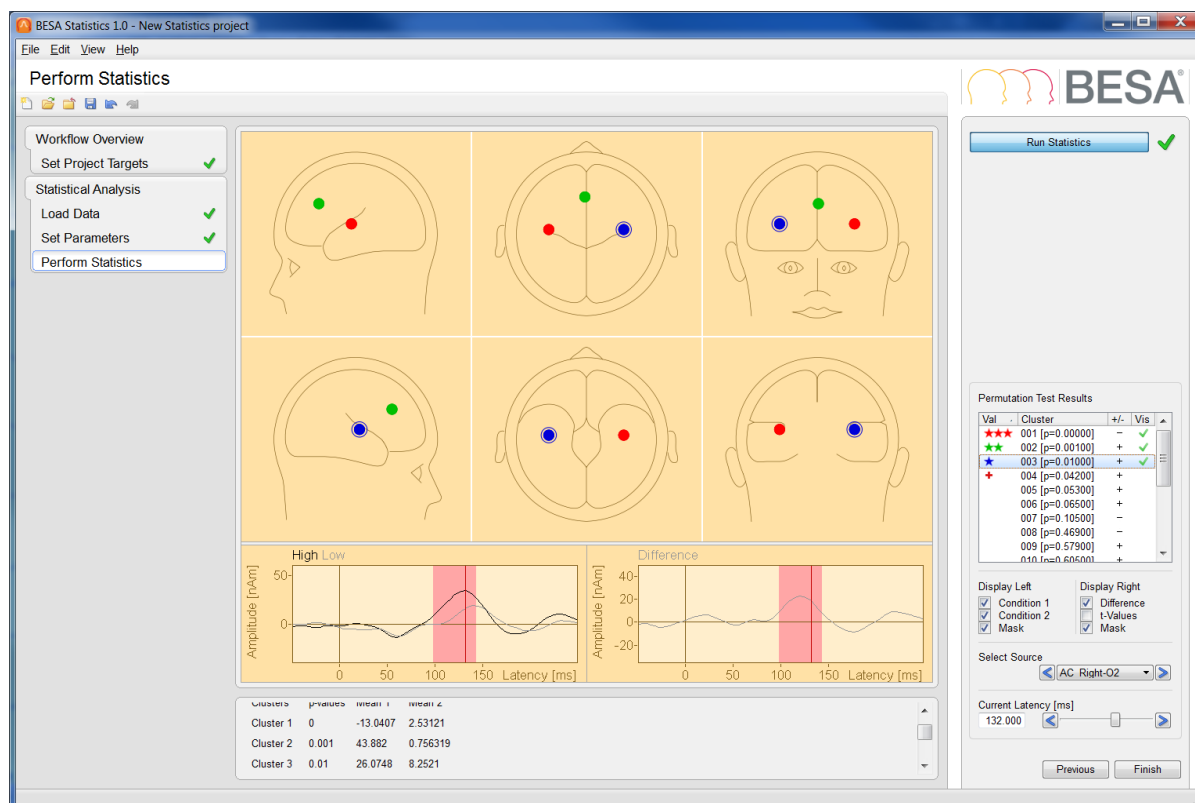 BESA Statistics 1.0 - New Statistics project
File Edit View Help
Perform Statistics
BESA®
Workflow Overview
Set Project Targets
Statistical Analysis
Load Data
Set Parameters
Perform Statistics
Run Statistics
Permutation Test Results
Val Cluster +/- Vis
001 [p=0.00000] −
002 [p=0.00100] +
003 [p=0.01000] +
004 [p=0.04200] +
005 [p=0.05300] +
006 [p=0.06500] +
007 [p=0.10500] −
008 [p=0.46900] −
009 [p=0.57900] +
010 [p=0.60500] +
High Low
Amplitude [nAm]
50
0
0 50 100 150 Latency [ms]
Difference
Amplitude [nAm]
40
20
0
-20
0 50 100 150 Latency [ms]
Display Left
Condition 1
Condition 2
Mask
Display Right
Difference
t-Values
Mask
Select Source
AC_Right-O2
Current Latency [ms]
132.000
Clusters p-values Mean 1 Mean 2
Cluster 1 0 -13.0407 2.53121
Cluster 2 0.001 43.882 0.756319
Cluster 3 0.01 26.0748 8.2521
Previous Finish